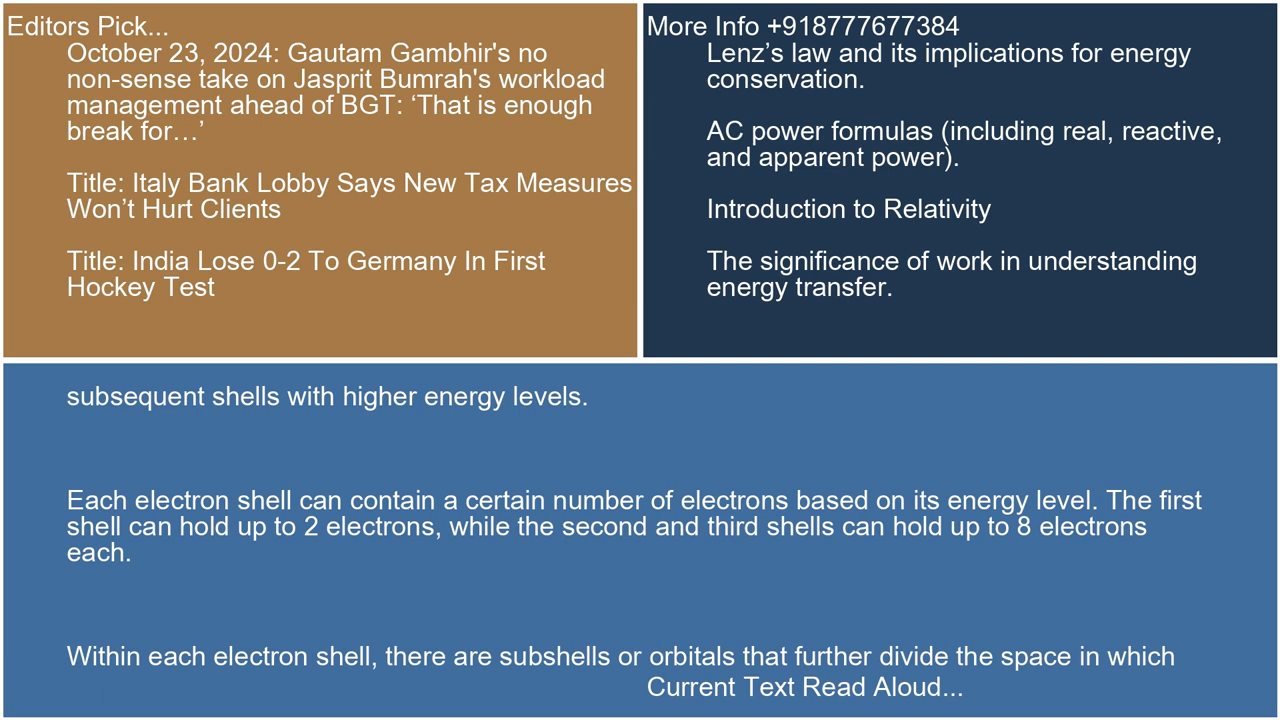 Editors Pick...
October 23, 2024: Gautam Gambhir's no
non-sense take on Jasprit Bumrah's workload
management ahead of BGT: ‘That is enough
break for…’
Title: Italy Bank Lobby Says New Tax Measures
Won’t Hurt Clients
Title: India Lose 0-2 To Germany In First
Hockey Test
More Info +918777677384
Lenz’s law and its implications for energy
conservation.
AC power formulas (including real, reactive,
and apparent power).
Introduction to Relativity
The significance of work in understanding
energy transfer.
subsequent shells with higher energy levels.
Each electron shell can contain a certain number of electrons based on its energy level. The first
shell can hold up to 2 electrons, while the second and third shells can hold up to 8 electrons
each.
Within each electron shell, there are subshells or orbitals that further divide the space in which
Current Text Read Aloud...